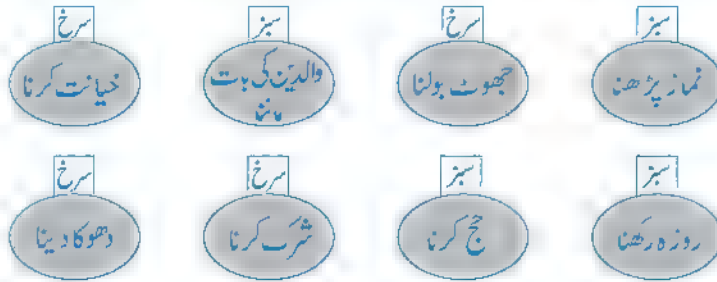 سبز
نماز پڑھنا
سرخ
جھوٹ بولنا
سبز
والدین کی بات
ماننا
سرخ
خیانت کرنا
سبز
روزہ رکھنا
سبز
حج کرنا
سرخ
شرک کرنا
سرخ
دھوکا دینا